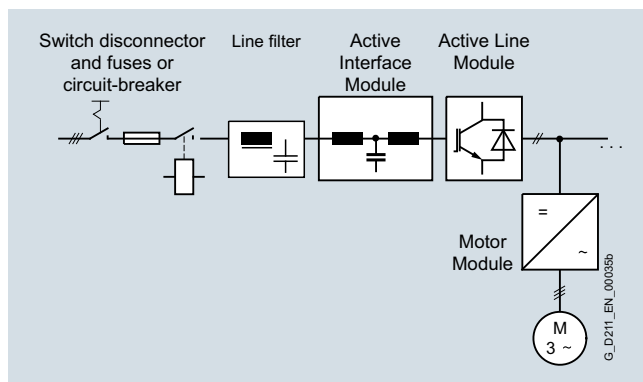 Switch disconnector
and fuses or
circuit-breaker
Line filter
Active
Interface
Module
Active Line
Module
. . .
=
~
Motor
Module
M
3 ~
G_D211_EN_00035b